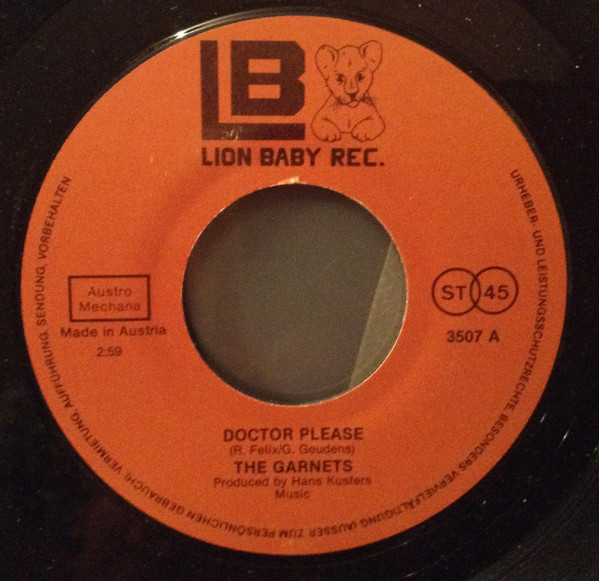 LB
LION BABY REC.
URHEBER- UND LEISTUNGSSCHUTZRECHTE, BESONDERS VERVIELFÄLTIGUNG (AUSSER ZUM PERSÖNLICHEN GEBRAUCH) VERMIETUNG, AUFFÜHRUNG, SENDUNG, VORBEHALTEN
Austro
Mechana
Made in Austria
2:59
ST 45
3507 A
DOCTOR PLEASE
(R. Felix/G. Geudens)
THE GARNETS
Produced by Hans Kusters
Music